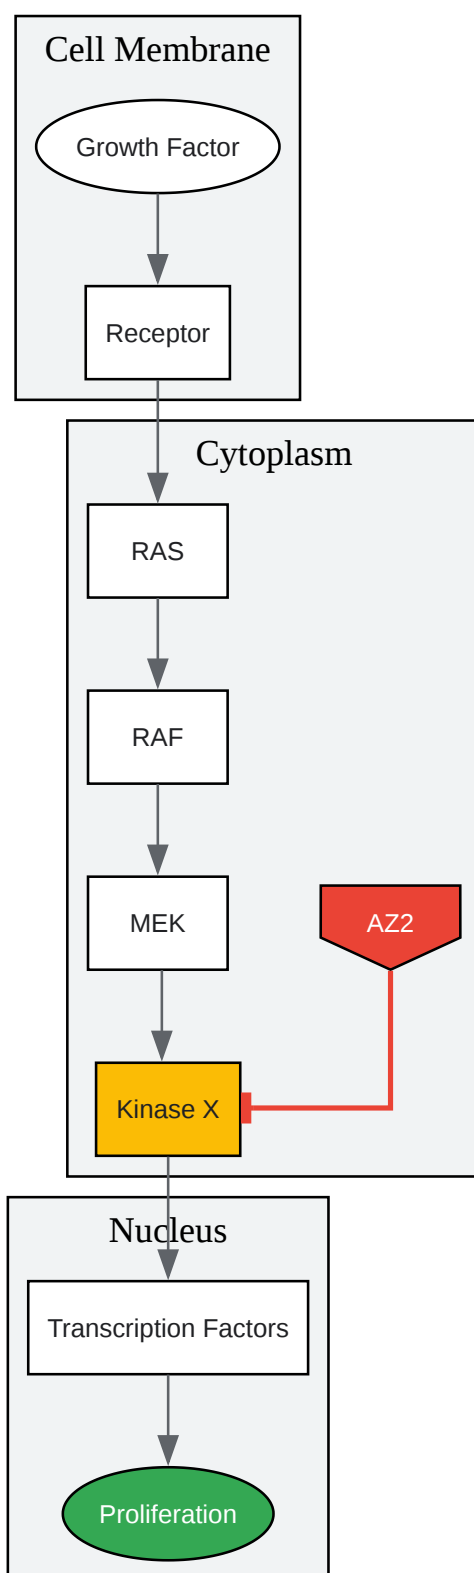 Cell Membrane
Growth Factor
Receptor
Cytoplasm
RAS
RAF
MEK
AZ2
Kinase X
Nucleus
Transcription Factors
Proliferation